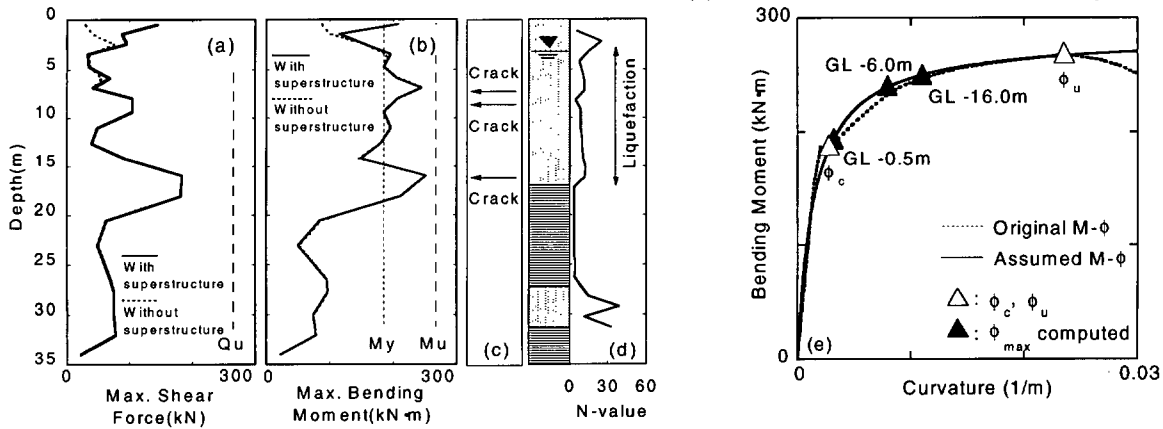 0
5
10
15
20
25
30
35
Depth(m)
(a)
With
superstructure
Without
superstructure
Qu
0
300
Max. Shear
Force(kN)
(b)
With
superstructure
Without
superstructure
My
Mu
0
300
Max. Bending
Moment(kN•m)
Crack
Crack
Crack
(c)
Liquefaction
(d)
0
30
60
N-value
300
0
Bending Moment (kN•m)
GL -6.0m
GL -16.0m
GL -0.5m
ϕc
ϕu
Original M-ϕ
Assumed M-ϕ
△: ϕc, ϕu
▲: ϕmax computed
(e)
0
0.03
Curvature (1/m)